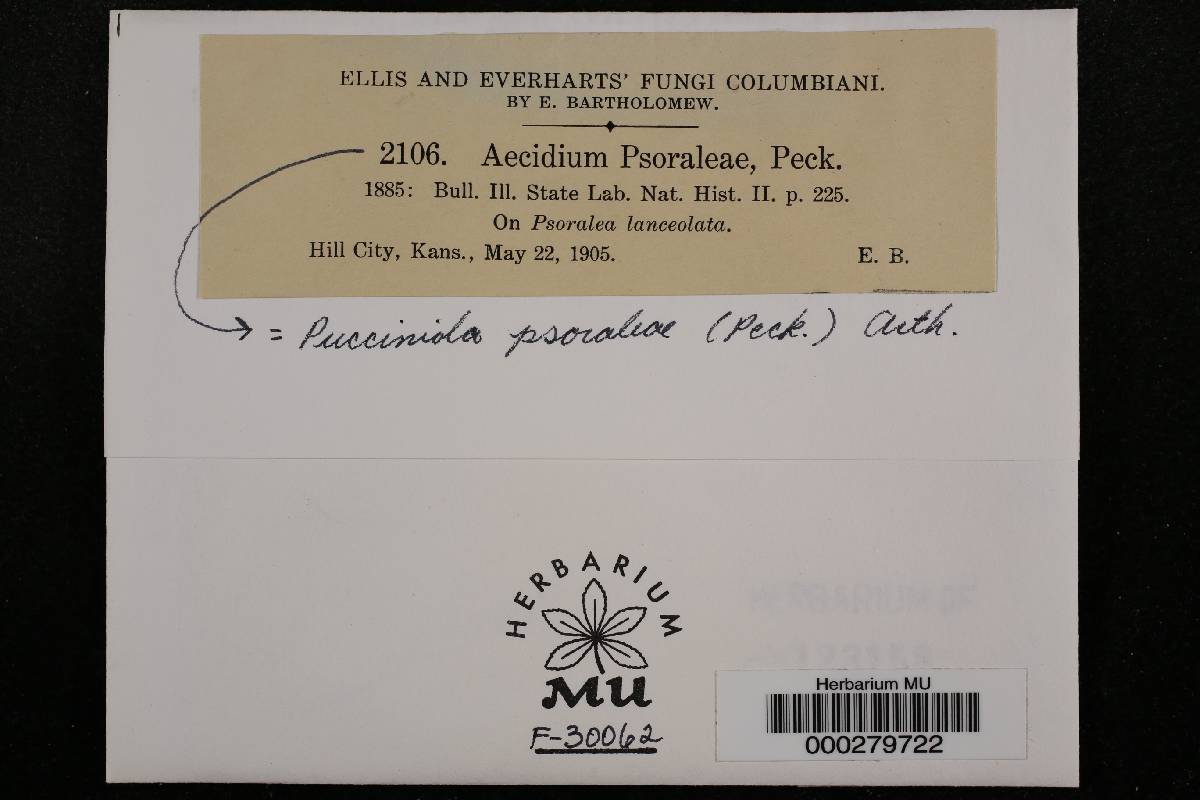 ELLIS AND EVERHARTS' FUNGI COLUMBIANI.
BY E. BARTHOLOMEW.
2106. Aecidium Psoraleae, Peck.
1885: Bull. Ill. State Lab. Nat. Hist. II. p. 225.
On Psoralea lanceolata.
Hill City, Kans., May 22, 1905. E. B.
= Pucciniola psoraleae (Peck.) Arth.
HERBARIUM
MU
F-30062
HERBARIUM OF
Herbarium MU
000279722